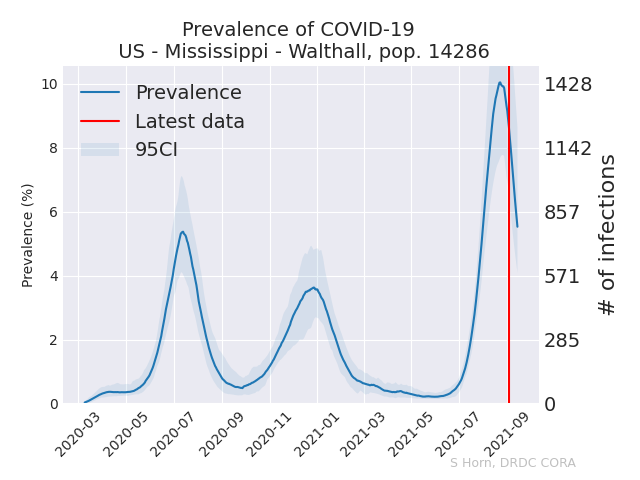 Prevalence of COVID-19
US - Mississippi - Walthall, pop. 14286
Prevalence
Latest data
95CI
Prevalence (%)
10
8
6
4
2
0
# of infections
1428
1142
857
571
285
0
2020-03
2020-05
2020-07
2020-09
2020-11
2021-01
2021-03
2021-05
2021-07
2021-09
S Horn, DRDC CORA